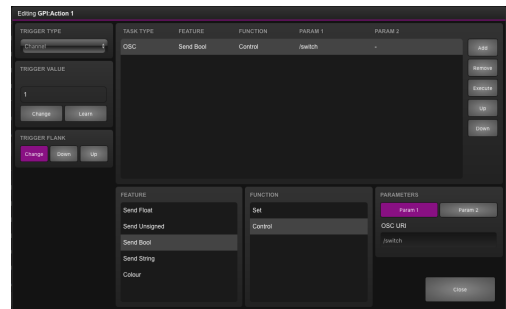 Editing GPI:Action 1
TRIGGER TYPE
Channel
TRIGGER VALUE
1
Change Learn
TRIGGER FLANK
Change Down Up
TASK TYPE FEATURE FUNCTION PARAM 1 PARAM 2
OSC Send Bool Control /switch -
Add
Remove
Execute
Up
Down
FEATURE
Send Float
Send Unsigned
Send Bool
Send String
Colour
FUNCTION
Set
Control
PARAMETERS
Param 1 Param 2
OSC URI
/switch
Close